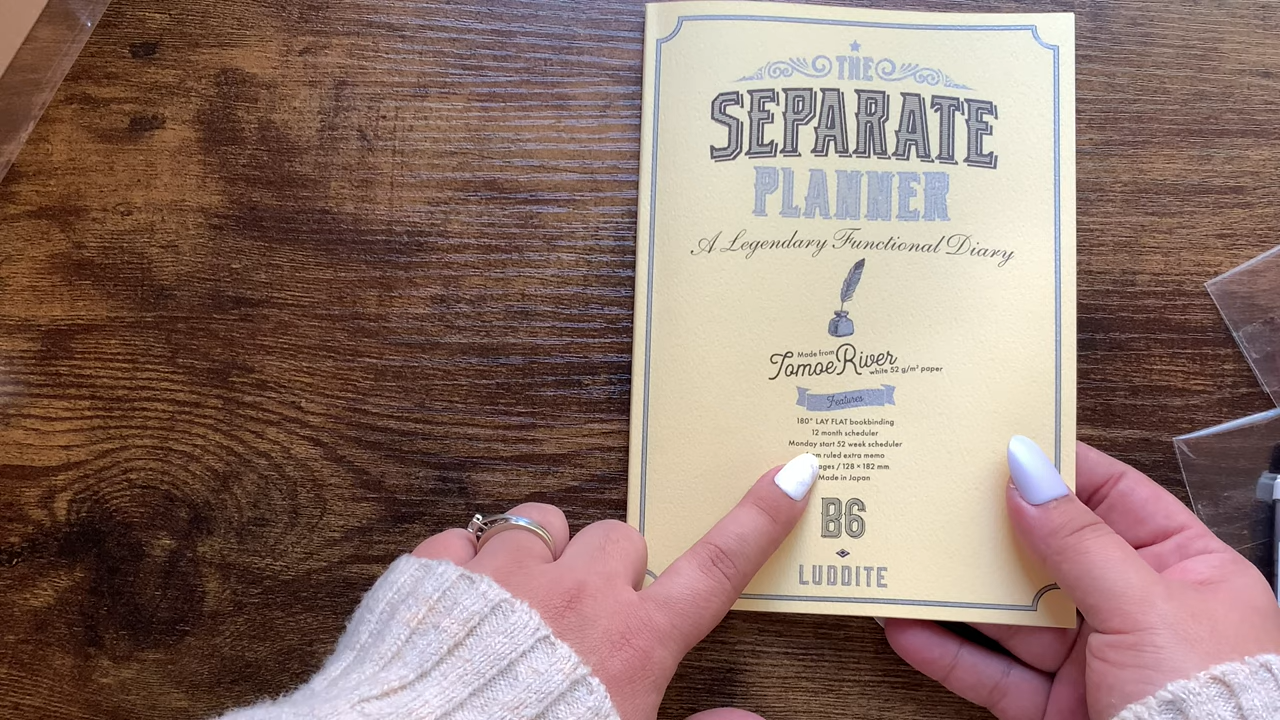 THE
SEPARATE
PLANNER
A Legendary Functional Diary
Made from
Tomoe River
white 52 g/m² paper
Features
180° LAY FLAT bookbinding
12 month scheduler
Monday start 52 week scheduler
ruled extra memo
/ 128 × 182 mm
Made in Japan
B6
LUDDITE